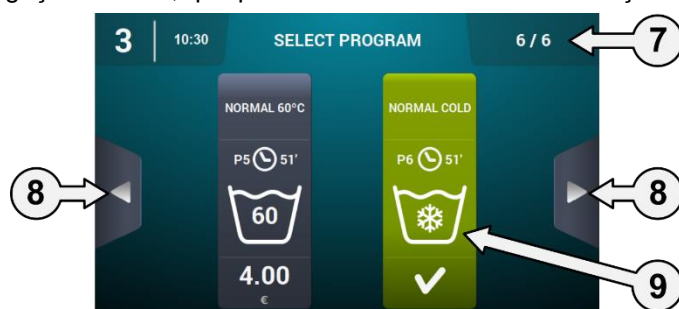 3 10:30 SELECT PROGRAM 6 / 6 7
NORMAL 60ºC NORMAL COLD
P5 51' P6 51'
8 8
60
4.00
€
9